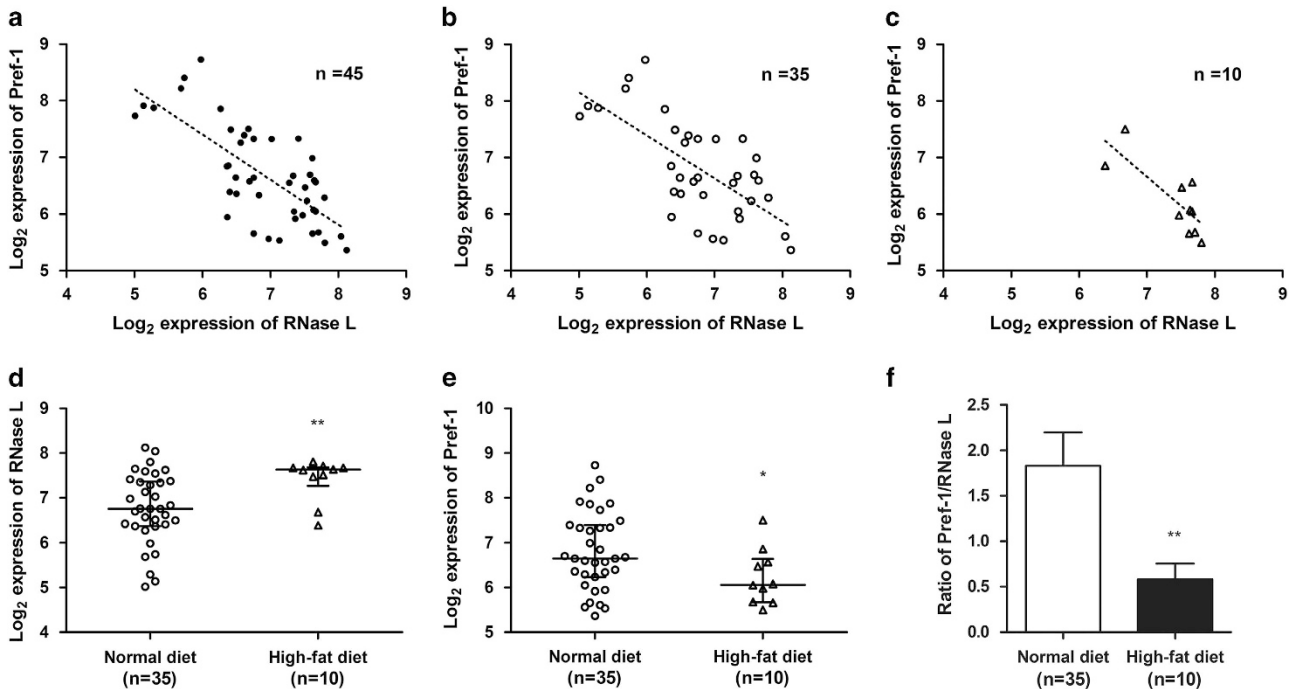 a
Log₂ expression of Pref-1
9
8
7
6
5
n =45
4 5 6 7 8 9
Log₂ expression of RNase L
b
Log₂ expression of Pref-1
9
8
7
6
5
n =35
4 5 6 7 8 9
Log₂ expression of RNase L
c
Log₂ expression of Pref-1
9
8
7
6
5
n =10
4 5 6 7 8 9
Log₂ expression of RNase L
d
Log₂ expression of RNase L
9
8
7
6
5
4
**
Normal diet High-fat diet
(n=35) (n=10)
e
Log₂ expression of Pref-1
10
9
8
7
6
5
*
Normal diet High-fat diet
(n=35) (n=10)
f
Ratio of Pref-1/RNase L
2.5
2.0
1.5
1.0
0.5
0.0
**
Normal diet High-fat diet
(n=35) (n=10)